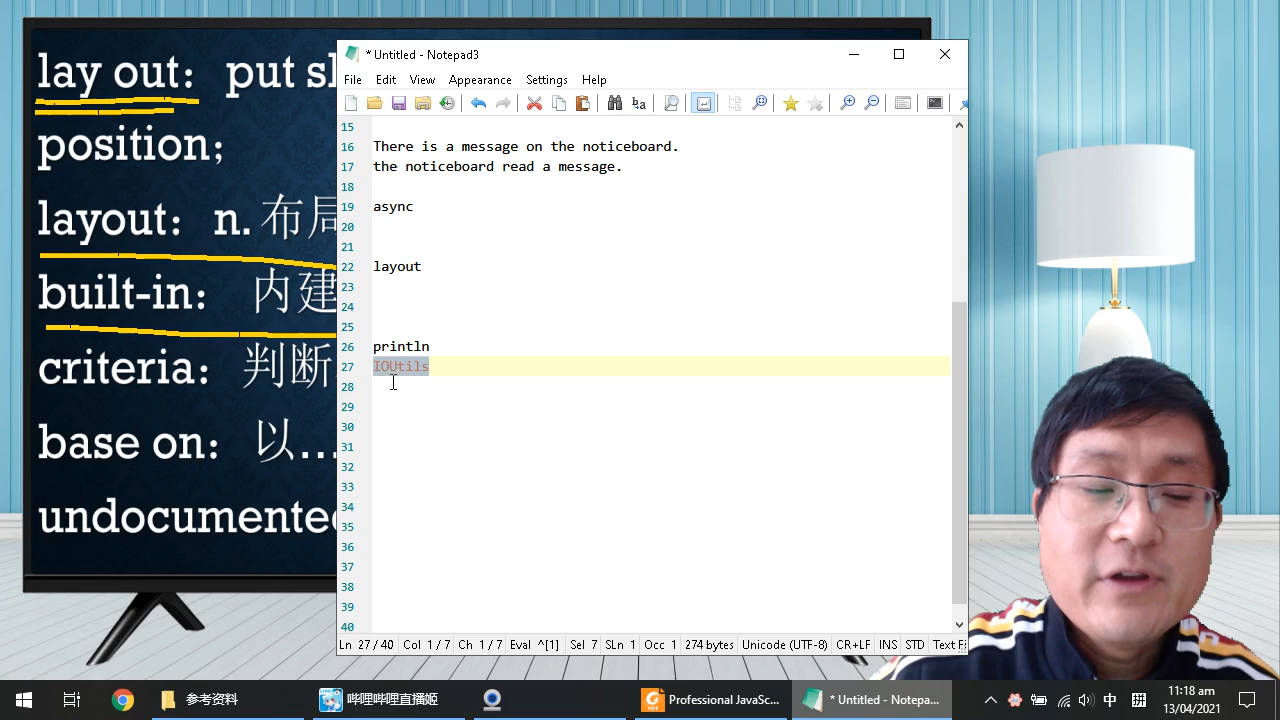 lay out：put s
position；
layout：n. 布局
built-in： 内建
criteria：判断
base on：以...
undocumente
* Untitled - Notepad3
File Edit View Appearance Settings Help
15
16 There is a message on the noticeboard.
17 the noticeboard read a message.
18
19 async
20
21
22 layout
23
24
25
26 println
27 IOUtils
28
29
30
31
32
33
34
35
36
37
38
39
40
Ln 27 / 40 Col 1 / 7 Ch 1 / 7 Eval ^[1] Sel 7 SLn 1 Occ 1 274 bytes Unicode (UTF-8) CR+LF INS STD Text Fi
参考资料 哔哩哔哩直播姬 Professional JavaSc... * Untitled - Notepa... 中 拼 11:18 am
13/04/2021